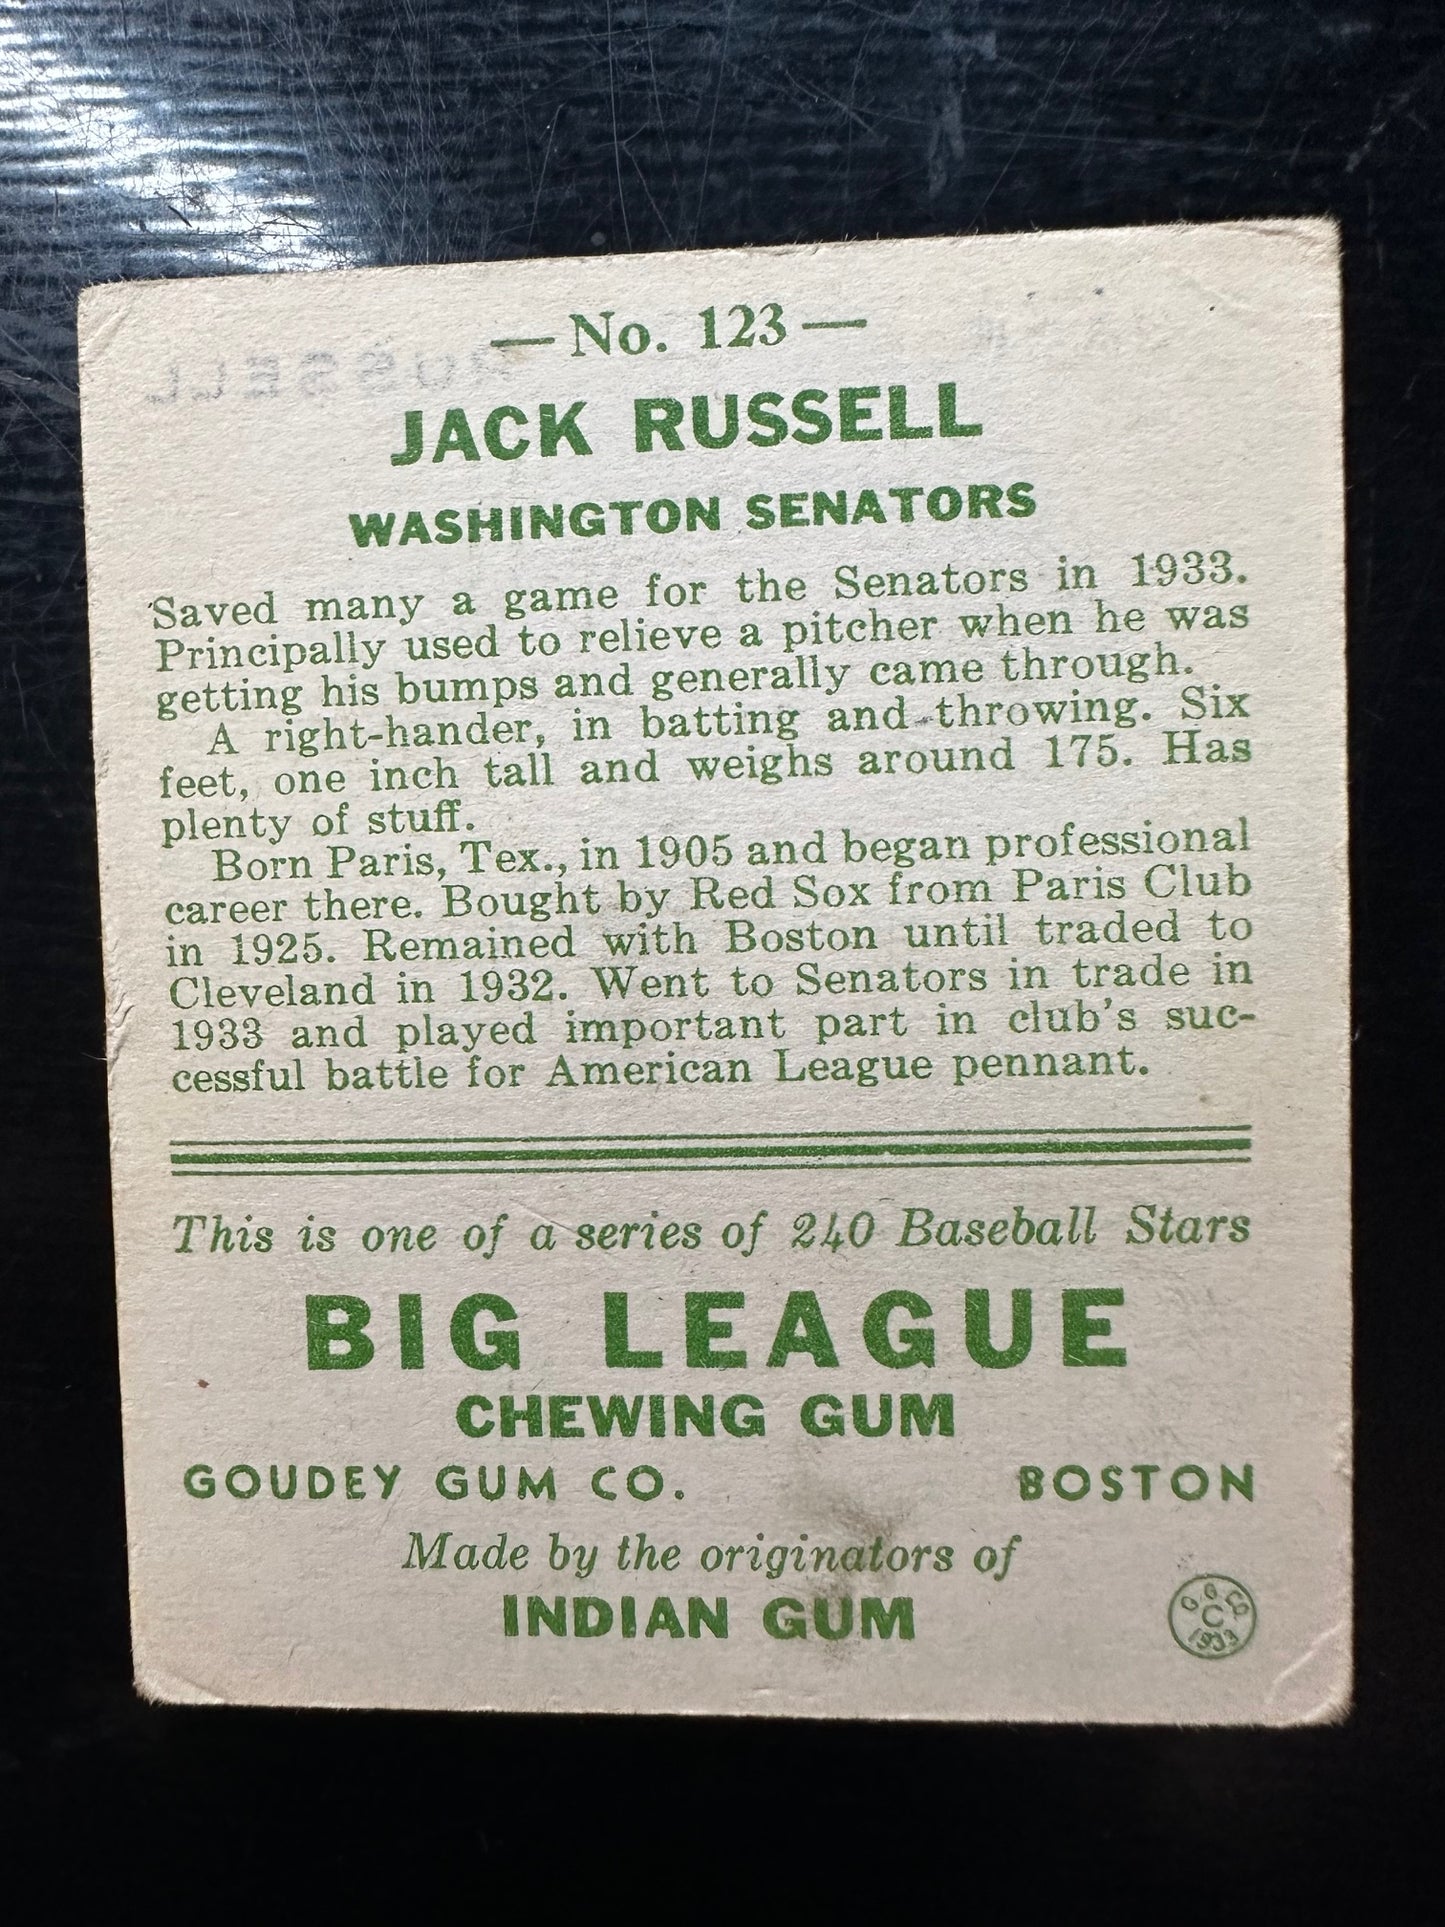 —No. 123—
JACK RUSSELL
WASHINGTON SENATORS
Saved many a game for the Senators in 1933.
Principally used to relieve a pitcher when he was
getting his bumps and generally came through.
A right-hander, in batting and throwing. Six
feet, one inch tall and weighs around 175. Has
plenty of stuff.
Born Paris, Tex., in 1905 and began professional
career there. Bought by Red Sox from Paris Club
in 1925. Remained with Boston until traded to
Cleveland in 1932. Went to Senators in trade in
1933 and played important part in club's suc-
cessful battle for American League pennant.
This is one of a series of 240 Baseball Stars
BIG LEAGUE
CHEWING GUM
GOUDEY GUM CO. BOSTON
Made by the originators of
INDIAN GUM
G. G. CO.
C
1933
RUSSELL